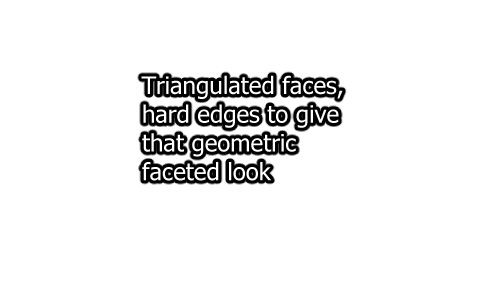 Triangulated faces,
hard edges to give
that geometric
faceted look